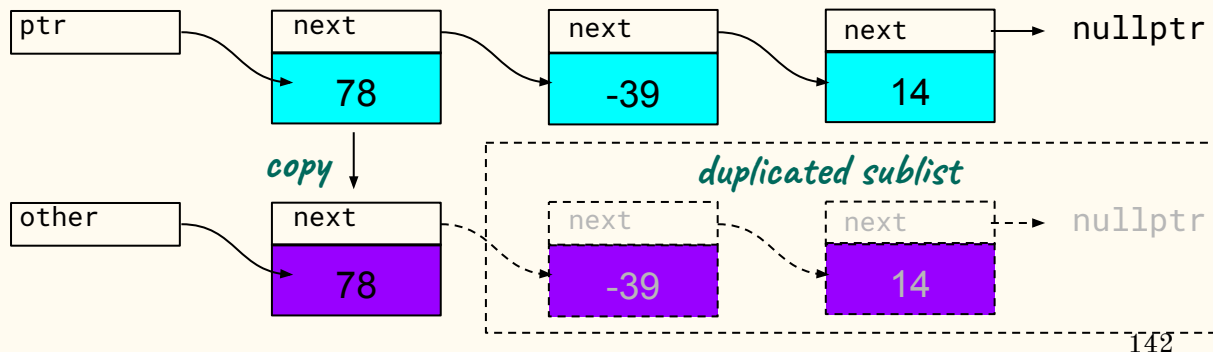 ptr next next next nullptr
78 -39 14
copy duplicated sublist
other next next next nullptr
78 -39 14
142